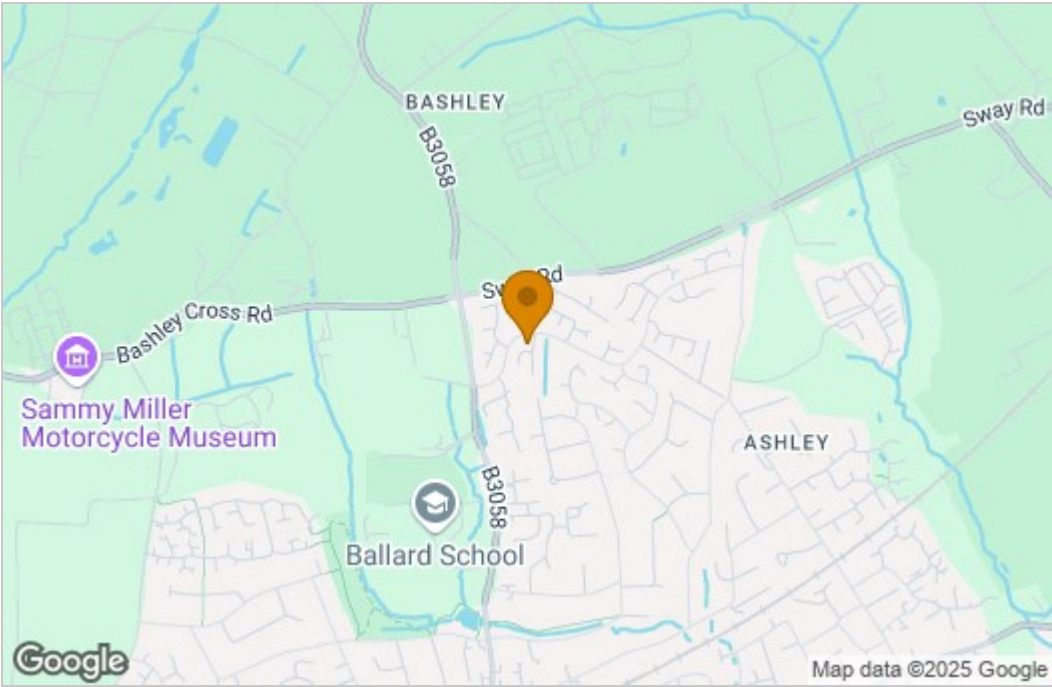 BASHLEY
B3058
Sway Rd
Rd
Bashley Cross Rd
Sammy Miller
Motorcycle Museum
ASHLEY
B3058
Ballard School
Google
Map data ©2025 Google